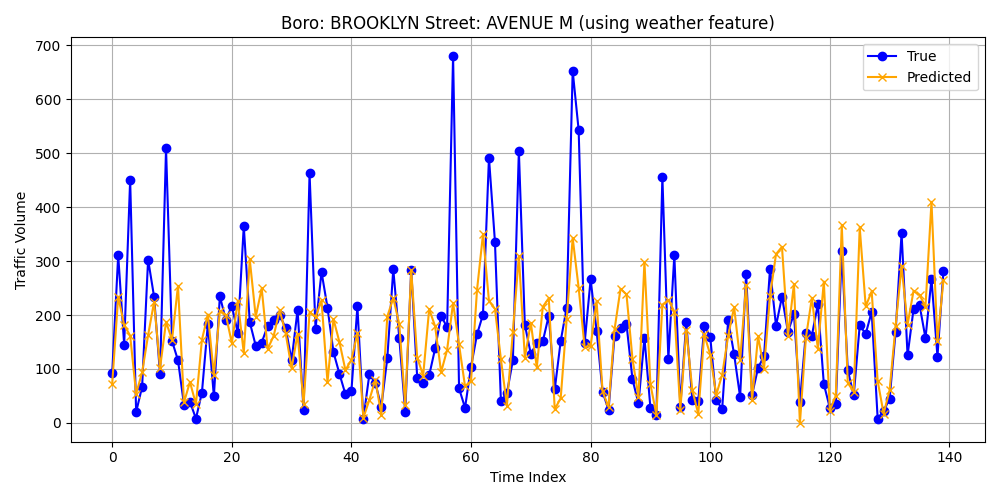 Boro: BROOKLYN Street: AVENUE M (using weather feature)
True
Predicted
Traffic Volume
700
600
500
400
300
200
100
0
0 20 40 60 80 100 120 140
Time Index